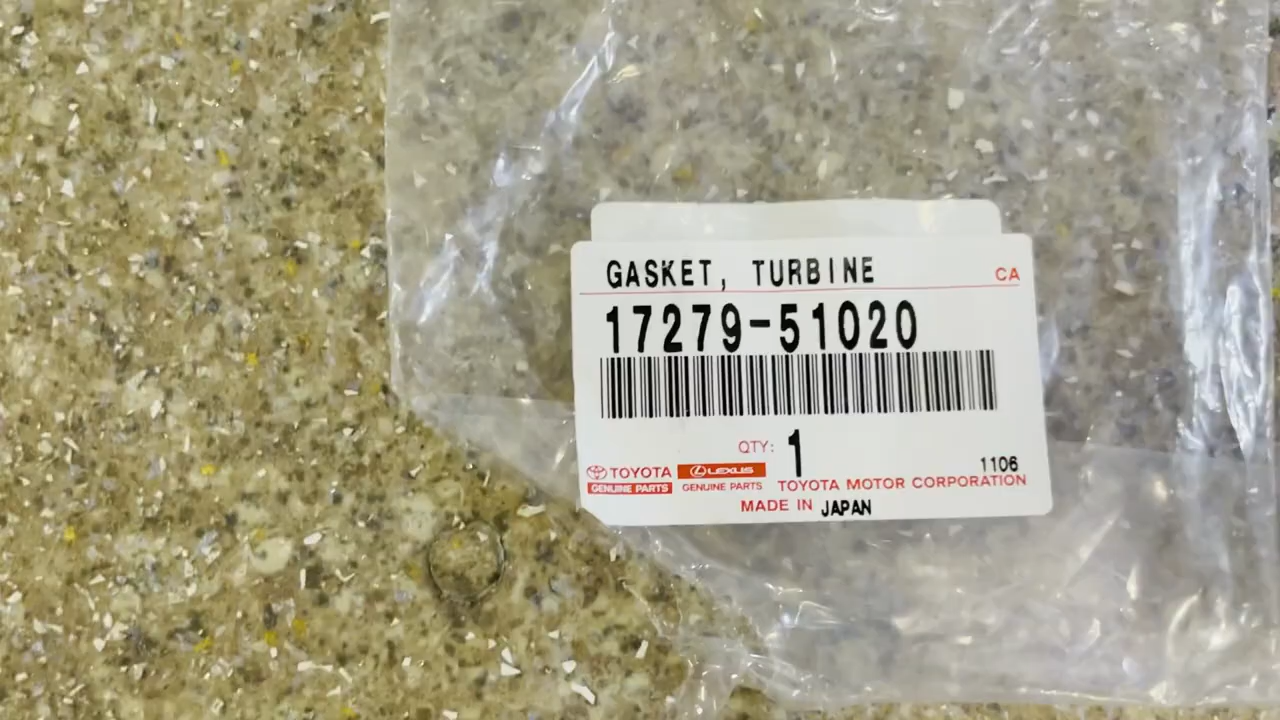 GASKET, TURBINE CA
17279-51020
QTY: 1
TOYOTA LEXUS 1106
GENUINE PARTS GENUINE PARTS TOYOTA MOTOR CORPORATION
MADE IN JAPAN